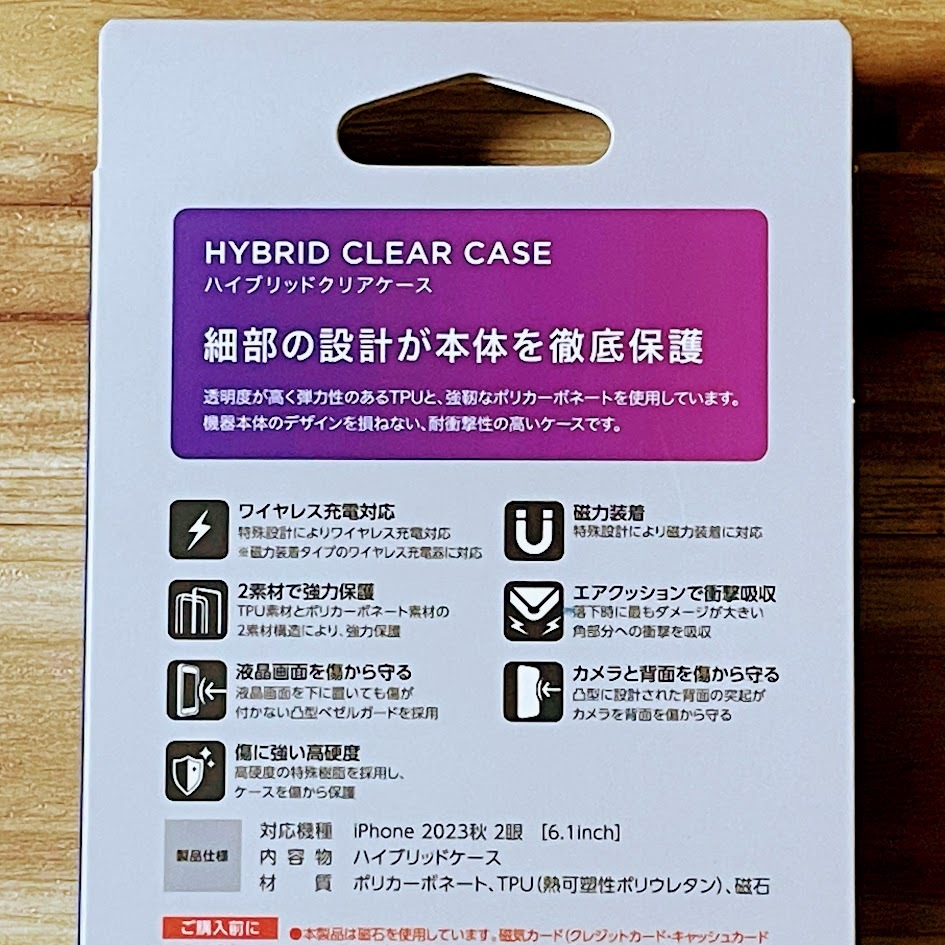 HYBRID CLEAR CASE
ハイブリッドクリアケース
細部の設計が本体を徹底保護
透明度が高く弾力性のあるTPUと、強靭なポリカーボネートを使用しています。
機器本体のデザインを損ねない、耐衝撃性の高いケースです。
ワイヤレス充電対応
特殊設計によりワイヤレス充電対応
※磁力装着タイプのワイヤレス充電器に対応
磁力装着
特殊設計により磁力装着に対応
2素材で強力保護
TPU素材とポリカーボネート素材の
2素材構造により、強力保護
エアクッションで衝撃吸収
落下時に最もダメージが大きい
角部分への衝撃を吸収
液晶画面を傷から守る
液晶画面を下に置いても傷が
付かない凸型ベゼルガードを採用
カメラと背面を傷から守る
凸型に設計された背面の突起が
カメラを背面を傷から守る
傷に強い高硬度
高硬度の特殊樹脂を採用し、
ケースを傷から保護
製品仕様
対応機種 iPhone 2023秋 2眼 [6.1inch]
内容物 ハイブリッドケース
材質 ポリカーボネート、TPU(熱可塑性ポリウレタン)、磁石
ご購入前に
●本製品は磁石を使用しています。磁気カード(クレジットカード・キャッシュカード